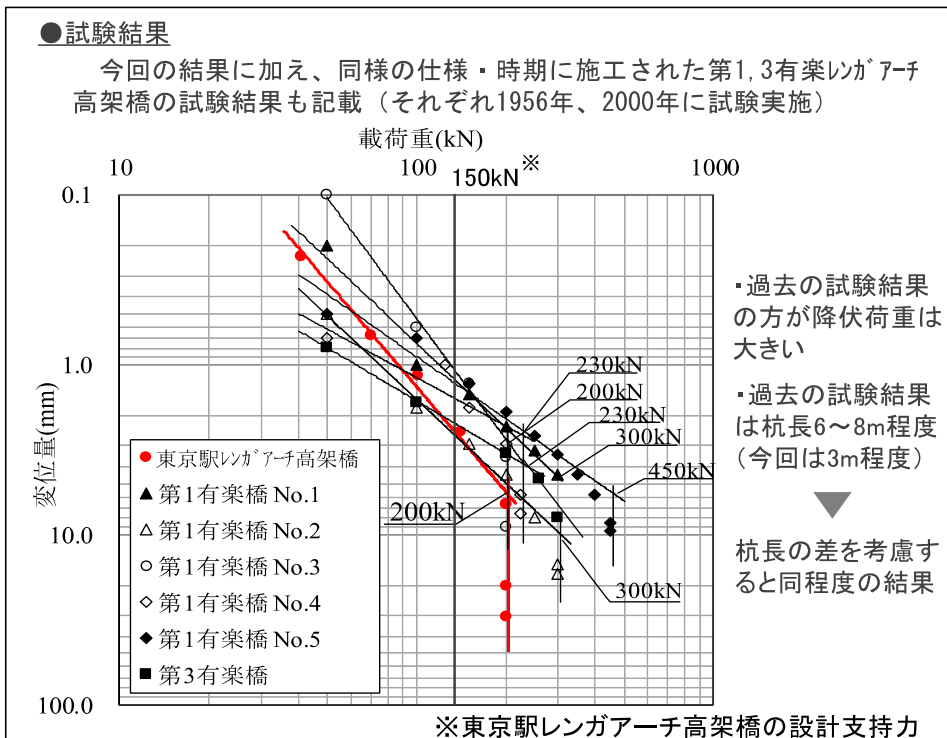 ●試験結果
今回の結果に加え、同様の仕様・時期に施工された第1,3有楽ﾚﾝｶﾞｱｰﾁ
高架橋の試験結果も記載（それぞれ1956年、2000年に試験実施）
載荷重(kN)
10
100
150kN※
1000
0.1
1.0
10.0
100.0
変位量(mm)
230kN
200kN
230kN
300kN
450kN
200kN
300kN
東京駅ﾚﾝｶﾞｱｰﾁ高架橋
第1有楽橋 No.1
第1有楽橋 No.2
第1有楽橋 No.3
第1有楽橋 No.4
第1有楽橋 No.5
第3有楽橋
・過去の試験結果
の方が降伏荷重は
大きい
・過去の試験結果
は杭長6～8m程度
（今回は3m程度）
杭長の差を考慮す
ると同程度の結果
※東京駅レンガアーチ高架橋の設計支持力